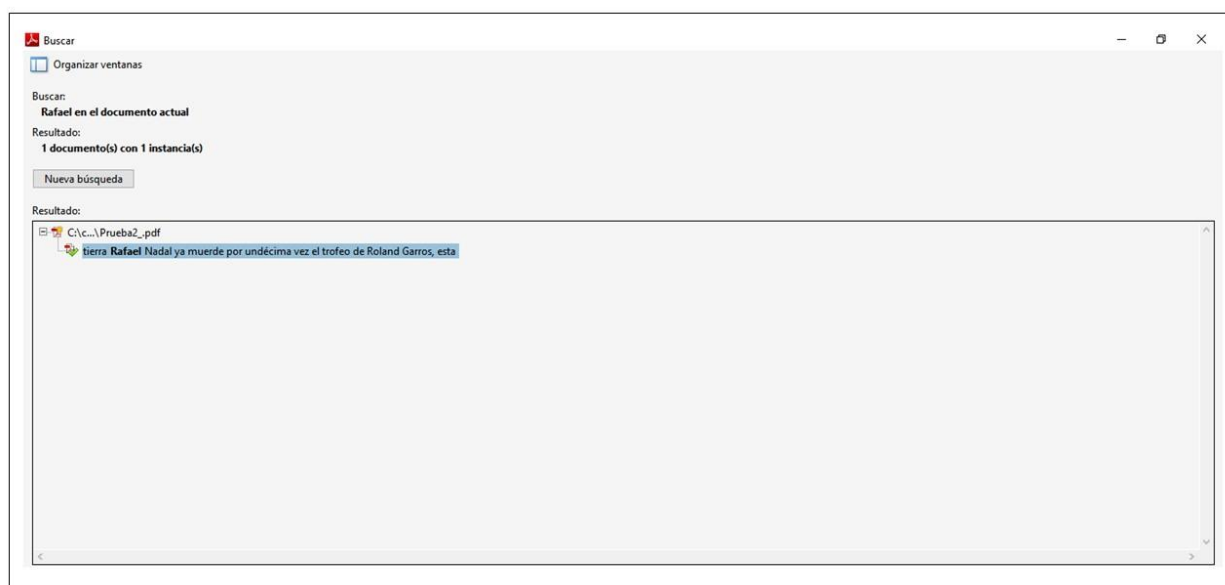 Buscar
Organizar ventanas
Buscar:
Rafael en el documento actual
Resultado:
1 documento(s) con 1 instancia(s)
Nueva búsqueda
Resultado:
C:\c...\Prueba2_.pdf
tierra Rafael Nadal ya muerde por undécima vez el trofeo de Roland Garros, esta